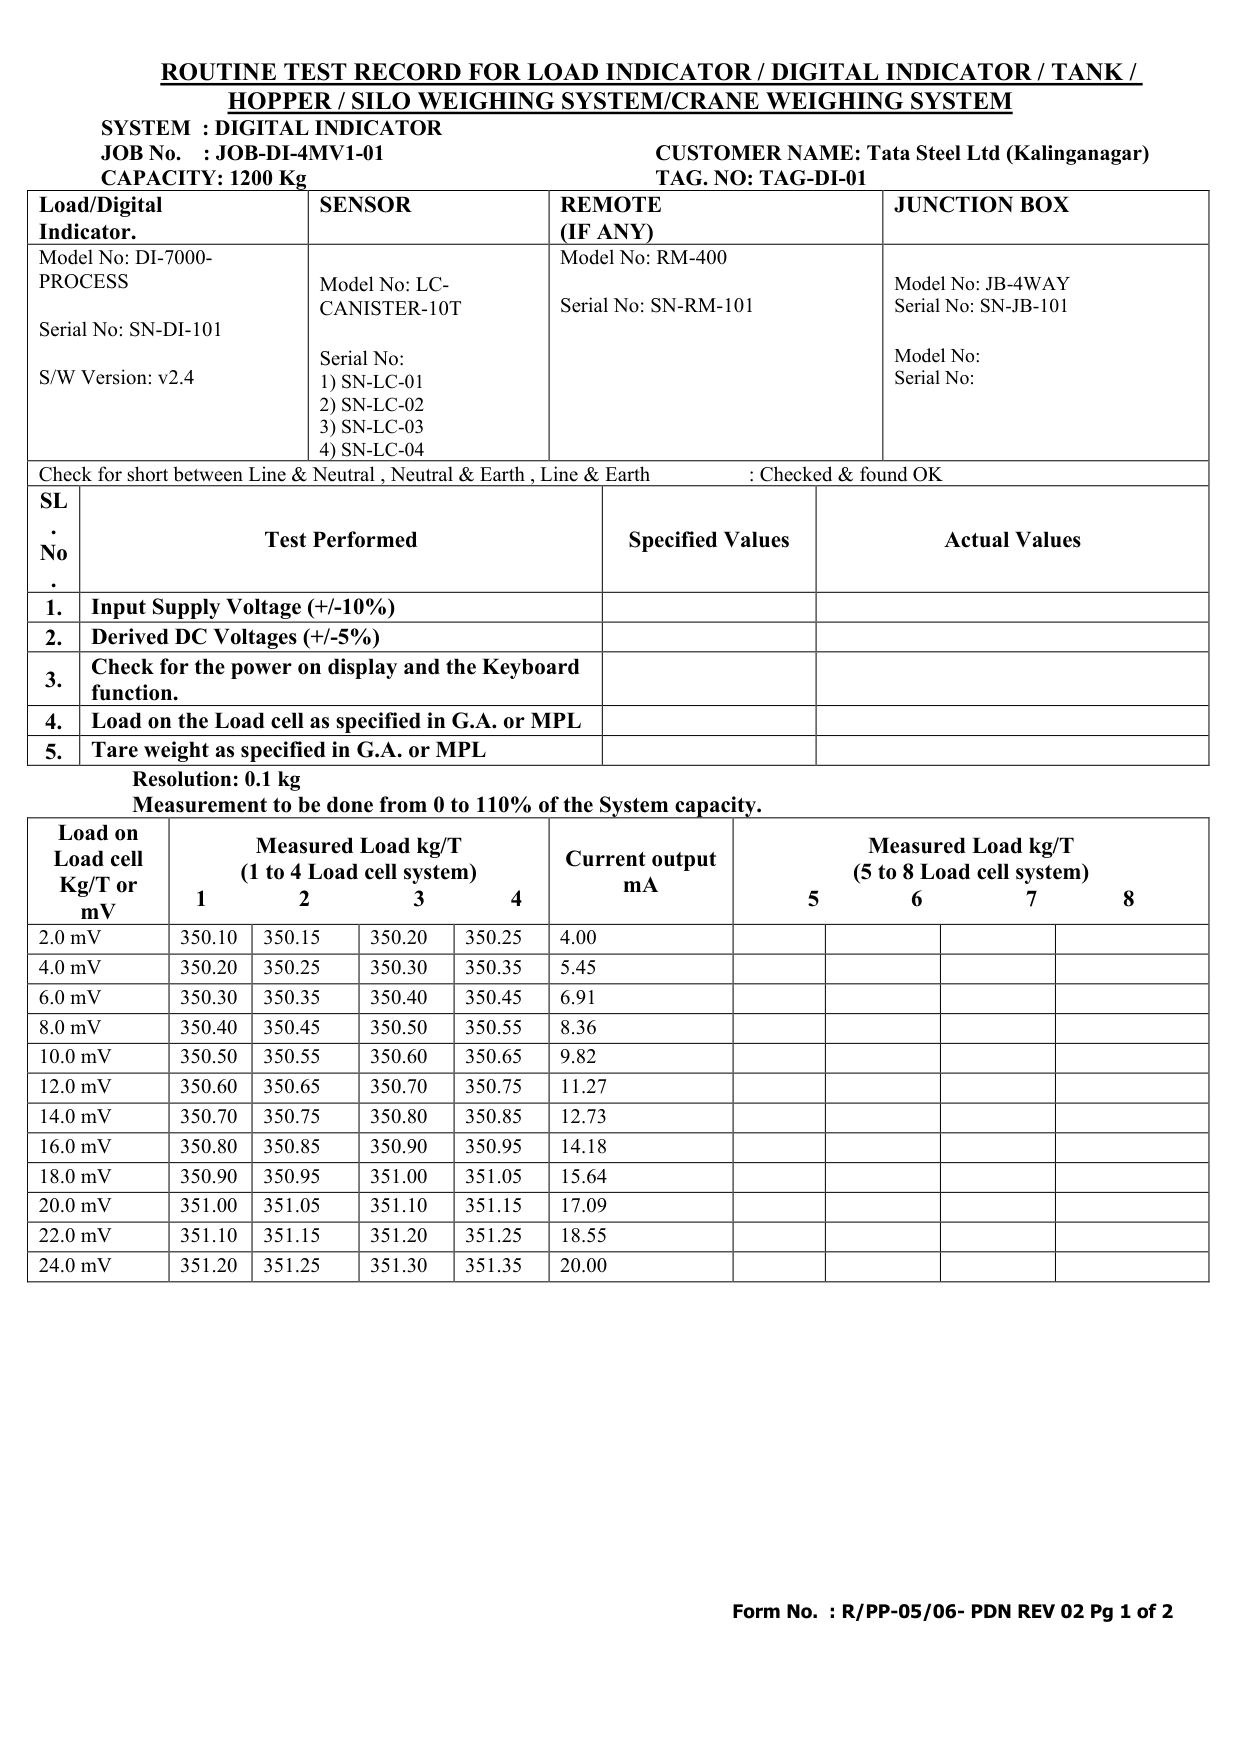 ROUTINE TEST RECORD FOR LOAD INDICATOR / DIGITAL INDICATOR / TANK /
HOPPER / SILO WEIGHING SYSTEM/CRANE WEIGHING SYSTEM
SYSTEM : DIGITAL INDICATOR
JOB No. : JOB-DI-4MV1-01 CUSTOMER NAME: Tata Steel Ltd (Kalinganagar)
CAPACITY: 1200 Kg TAG. NO: TAG-DI-01
Load/Digital
Indicator.
SENSOR
REMOTE
(IF ANY)
JUNCTION BOX
Model No: DI-7000-
PROCESS
Serial No: SN-DI-101
S/W Version: v2.4
Model No: LC-
CANISTER-10T
Serial No:
1) SN-LC-01
2) SN-LC-02
3) SN-LC-03
4) SN-LC-04
Model No: RM-400
Serial No: SN-RM-101
Model No: JB-4WAY
Serial No: SN-JB-101
Model No:
Serial No:
Check for short between Line & Neutral , Neutral & Earth , Line & Earth : Checked & found OK
SL
.
No
.
Test Performed
Specified Values
Actual Values
1. Input Supply Voltage (+/-10%)
2. Derived DC Voltages (+/-5%)
3. Check for the power on display and the Keyboard
function.
4. Load on the Load cell as specified in G.A. or MPL
5. Tare weight as specified in G.A. or MPL
Resolution: 0.1 kg
Measurement to be done from 0 to 110% of the System capacity.
Load on
Load cell
Kg/T or
mV
Measured Load kg/T
(1 to 4 Load cell system)
1 2 3 4
Current output
mA
Measured Load kg/T
(5 to 8 Load cell system)
5 6 7 8
2.0 mV 350.10 350.15 350.20 350.25 4.00
4.0 mV 350.20 350.25 350.30 350.35 5.45
6.0 mV 350.30 350.35 350.40 350.45 6.91
8.0 mV 350.40 350.45 350.50 350.55 8.36
10.0 mV 350.50 350.55 350.60 350.65 9.82
12.0 mV 350.60 350.65 350.70 350.75 11.27
14.0 mV 350.70 350.75 350.80 350.85 12.73
16.0 mV 350.80 350.85 350.90 350.95 14.18
18.0 mV 350.90 350.95 351.00 351.05 15.64
20.0 mV 351.00 351.05 351.10 351.15 17.09
22.0 mV 351.10 351.15 351.20 351.25 18.55
24.0 mV 351.20 351.25 351.30 351.35 20.00
Form No. : R/PP-05/06- PDN REV 02 Pg 1 of 2